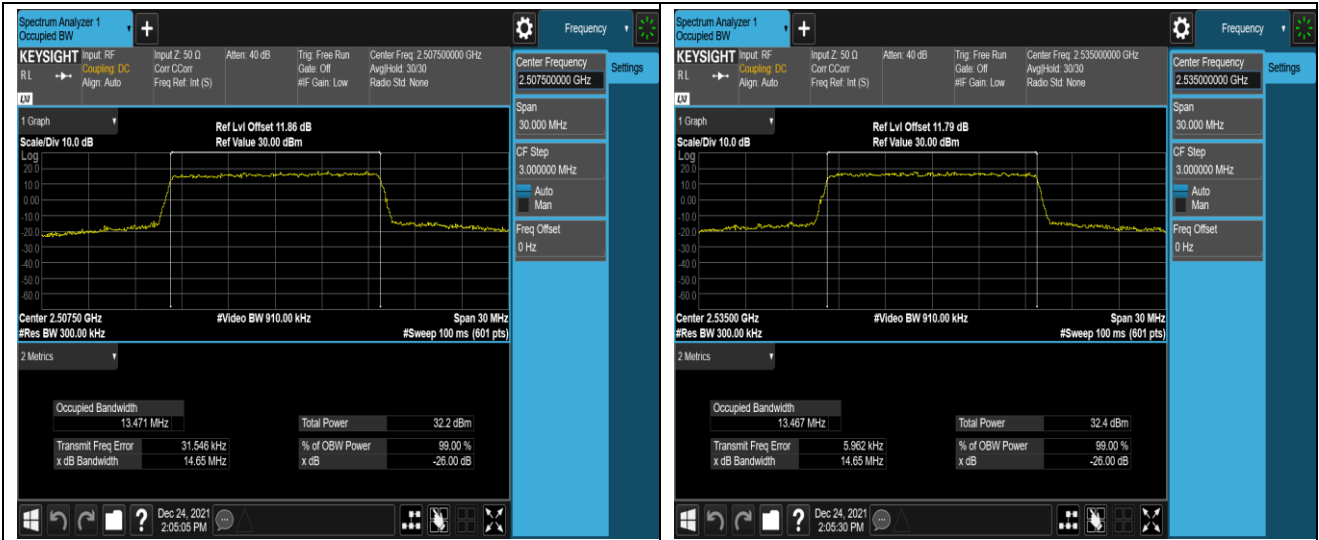 Spectrum Analyzer 1
Occupied BW
Frequency
KEYSIGHT Input: RF
Coupling: DC
Align: Auto
RL
LXI
Input Z: 50 Ω
Corr CCorr
Freq Ref: Int (S)
Atten: 40 dB
Trig: Free Run
Gate: Off
#IF Gain: Low
Center Freq: 2.507500000 GHz
Avg|Hold: 30/30
Radio Std: None
Center Frequency
2.507500000 GHz
Settings
Span
30.000 MHz
CF Step
3.000000 MHz
Auto
Man
Freq Offset
0 Hz
1 Graph
Scale/Div 10.0 dB
Ref Lvl Offset 11.86 dB
Ref Value 30.00 dBm
Log
20.0
10.0
0.00
-10.0
-20.0
-30.0
-40.0
-50.0
-60.0
Center 2.50750 GHz
#Video BW 910.00 kHz
Span 30 MHz
#Res BW 300.00 kHz
#Sweep 100 ms (601 pts)
2 Metrics
Occupied Bandwidth
13.471 MHz
Total Power 32.2 dBm
Transmit Freq Error 31.546 kHz
% of OBW Power 99.00 %
x dB Bandwidth 14.65 MHz
x dB -26.00 dB
?
Dec 24, 2021
2:05:05 PM
Spectrum Analyzer 1
Occupied BW
Frequency
KEYSIGHT Input: RF
Coupling: DC
Align: Auto
RL
LXI
Input Z: 50 Ω
Corr CCorr
Freq Ref: Int (S)
Atten: 40 dB
Trig: Free Run
Gate: Off
#IF Gain: Low
Center Freq: 2.535000000 GHz
Avg|Hold: 30/30
Radio Std: None
Center Frequency
2.535000000 GHz
Settings
Span
30.000 MHz
CF Step
3.000000 MHz
Auto
Man
Freq Offset
0 Hz
1 Graph
Scale/Div 10.0 dB
Ref Lvl Offset 11.79 dB
Ref Value 30.00 dBm
Log
20.0
10.0
0.00
-10.0
-20.0
-30.0
-40.0
-50.0
-60.0
Center 2.53500 GHz
#Video BW 910.00 kHz
Span 30 MHz
#Res BW 300.00 kHz
#Sweep 100 ms (601 pts)
2 Metrics
Occupied Bandwidth
13.467 MHz
Total Power 32.4 dBm
Transmit Freq Error 5.962 kHz
% of OBW Power 99.00 %
x dB Bandwidth 14.65 MHz
x dB -26.00 dB
?
Dec 24, 2021
2:05:30 PM